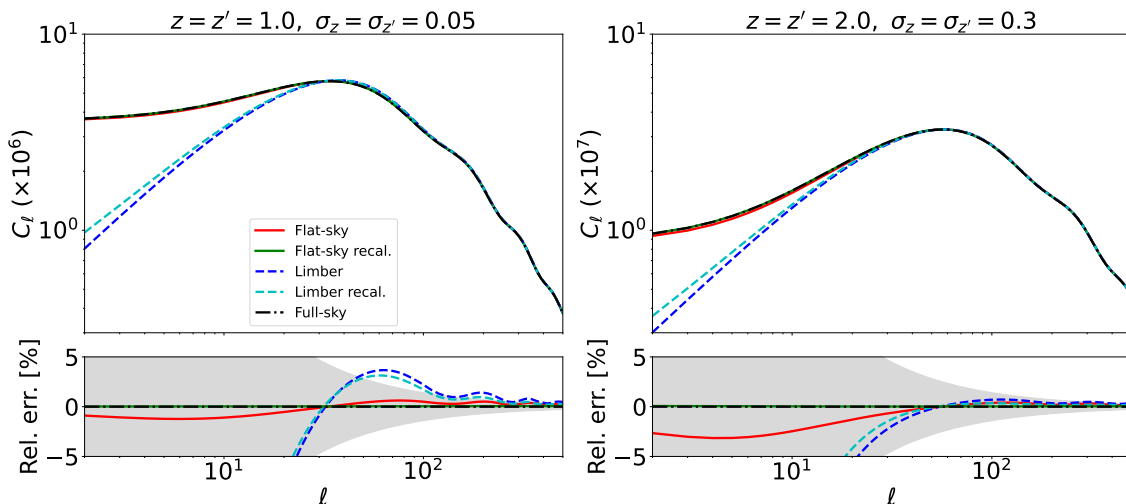 z = z′ = 1.0, σ_z = σ_z′ = 0.05
C_ℓ (×10^6)
10^1
10^0
Flat-sky
Flat-sky recal.
Limber
Limber recal.
Full-sky
Rel. err. [%]
5
0
−5
10^1
10^2
ℓ
z = z′ = 2.0, σ_z = σ_z′ = 0.3
C_ℓ (×10^7)
10^1
10^0
Rel. err. [%]
5
0
−5
10^1
10^2
ℓ